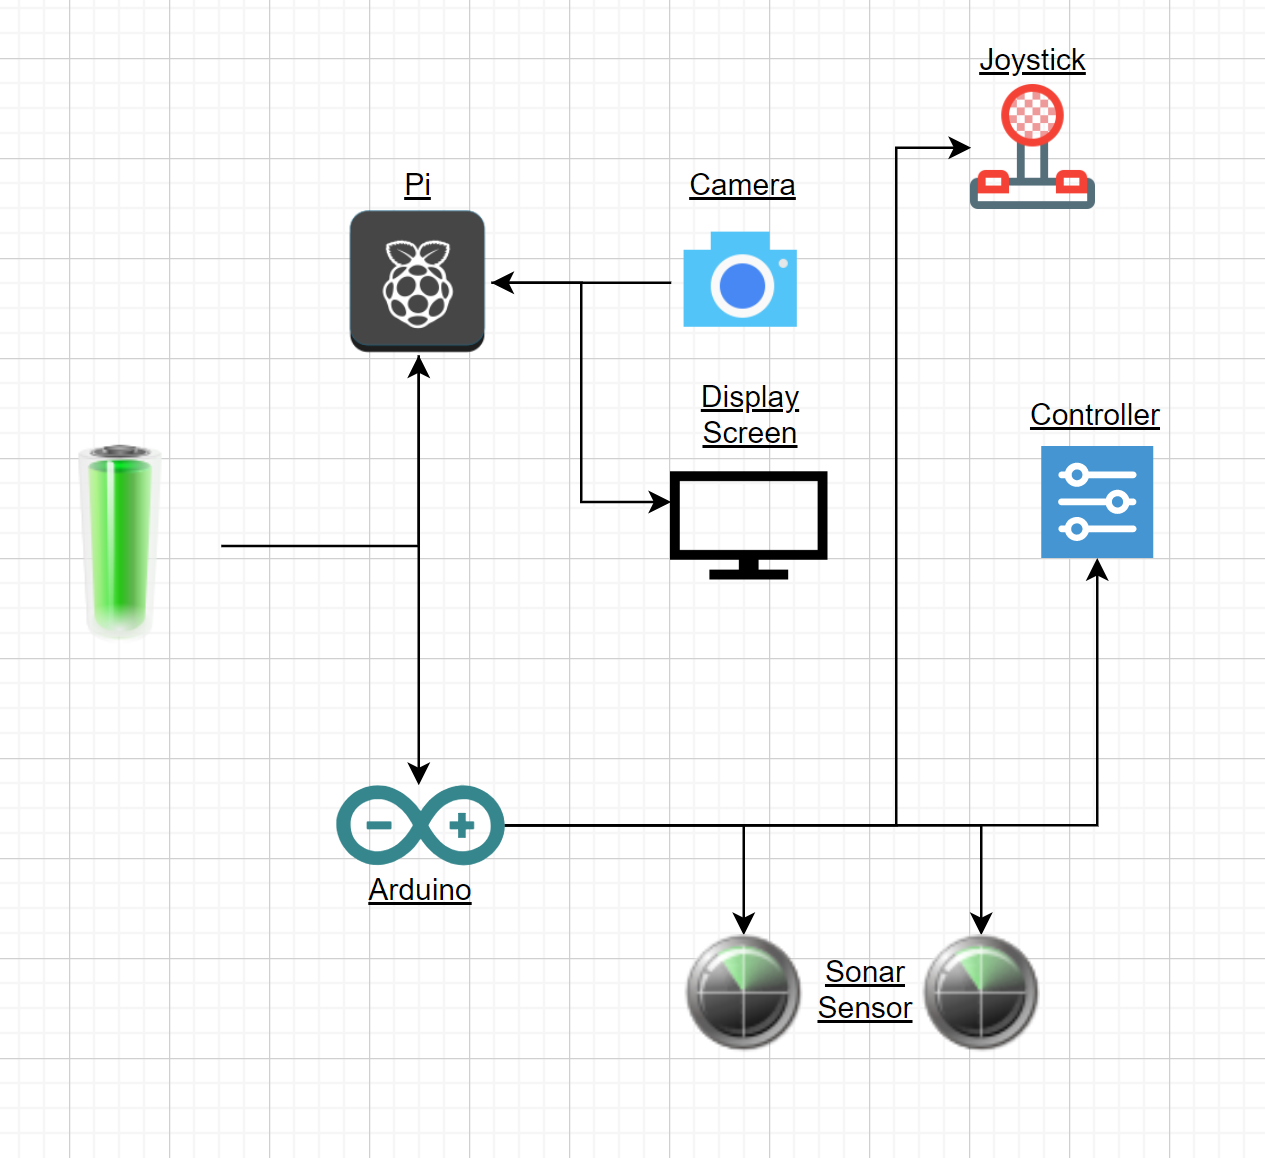 Joystick
Pi
Camera
Display
Screen
Controller
Arduino
Sonar
Sensor